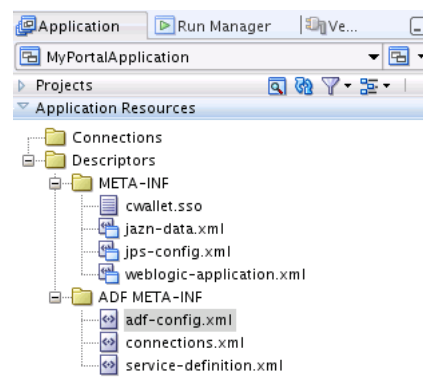 Application Run Manager Ve...
MyPortalApplication
Projects
Application Resources
Connections
Descriptors
META-INF
cwallet.sso
jazn-data.xml
jps-config.xml
weblogic-application.xml
ADF META-INF
adf-config.xml
connections.xml
service-definition.xml